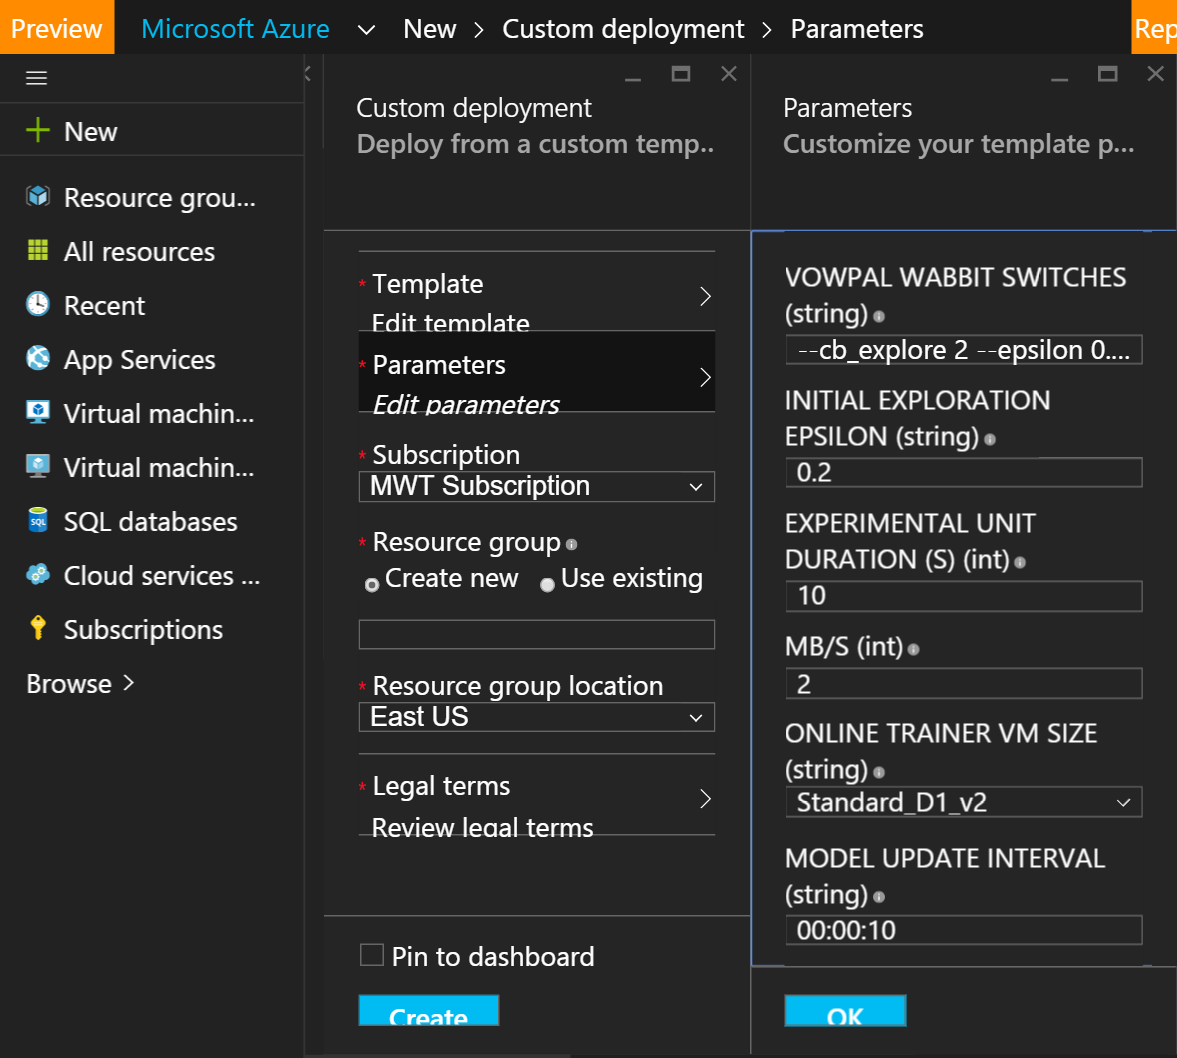 Preview
Microsoft Azure
New
Custom deployment
Parameters
Rep
New
Resource grou...
All resources
Recent
App Services
Virtual machin...
Virtual machin...
SQL databases
Cloud services ...
Subscriptions
Browse
Custom deployment
Deploy from a custom temp..
* Template
Edit template
* Parameters
Edit parameters
* Subscription
MWT Subscription
* Resource group
Create new Use existing
* Resource group location
East US
* Legal terms
Review legal terms
Pin to dashboard
Create
Parameters
Customize your template p...
VOWPAL WABBIT SWITCHES
(string)
--cb_explore 2 --epsilon 0....
INITIAL EXPLORATION
EPSILON (string)
0.2
EXPERIMENTAL UNIT
DURATION (S) (int)
10
MB/S (int)
2
ONLINE TRAINER VM SIZE
(string)
Standard_D1_v2
MODEL UPDATE INTERVAL
(string)
00:00:10
OK